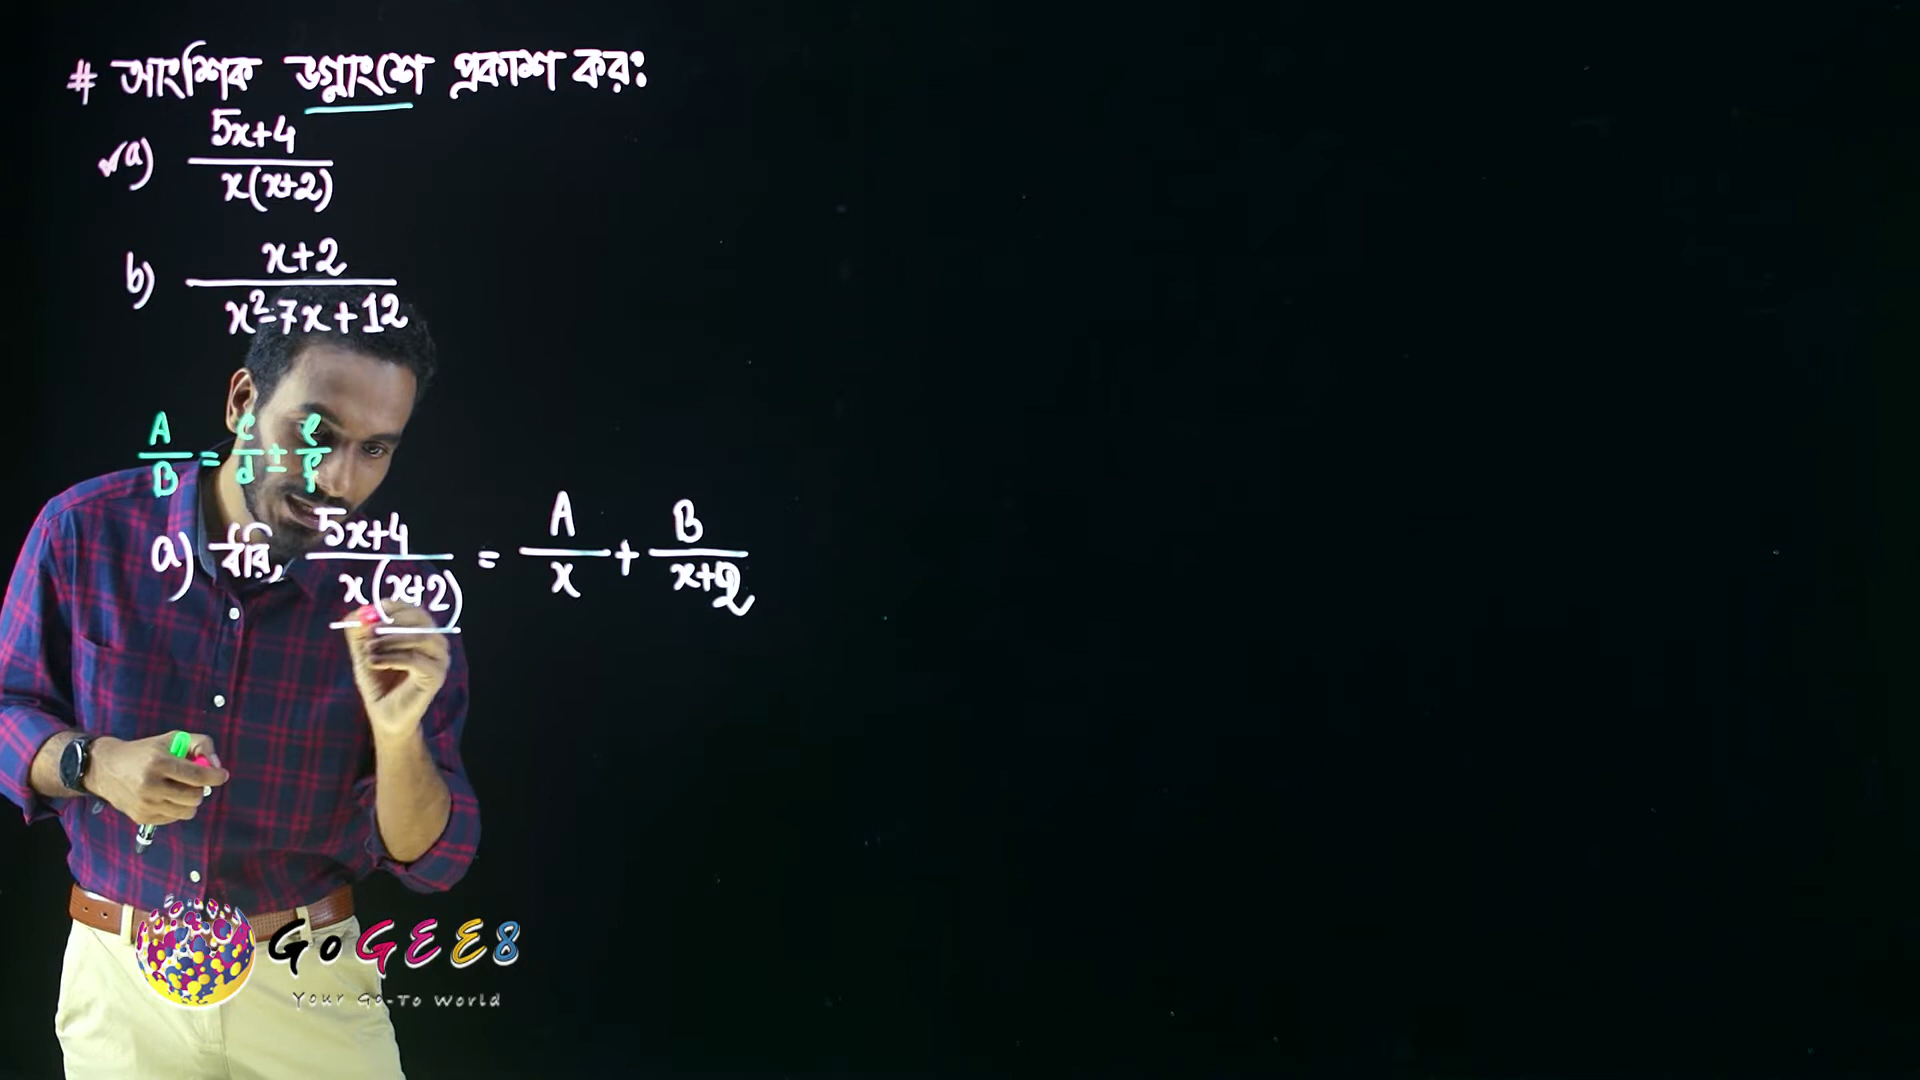 # আংশিক ভগ্নাংশে প্রকাশ কর:
a) (5x+4)/(x(x+2))
b) (x+2)/(x²-7x+12)
A/B = c/d ± e/f
a) ধরি, (5x+4)/(x(x+2)) = A/x + B/(x+2)
GoGEE8
Your Go-To World